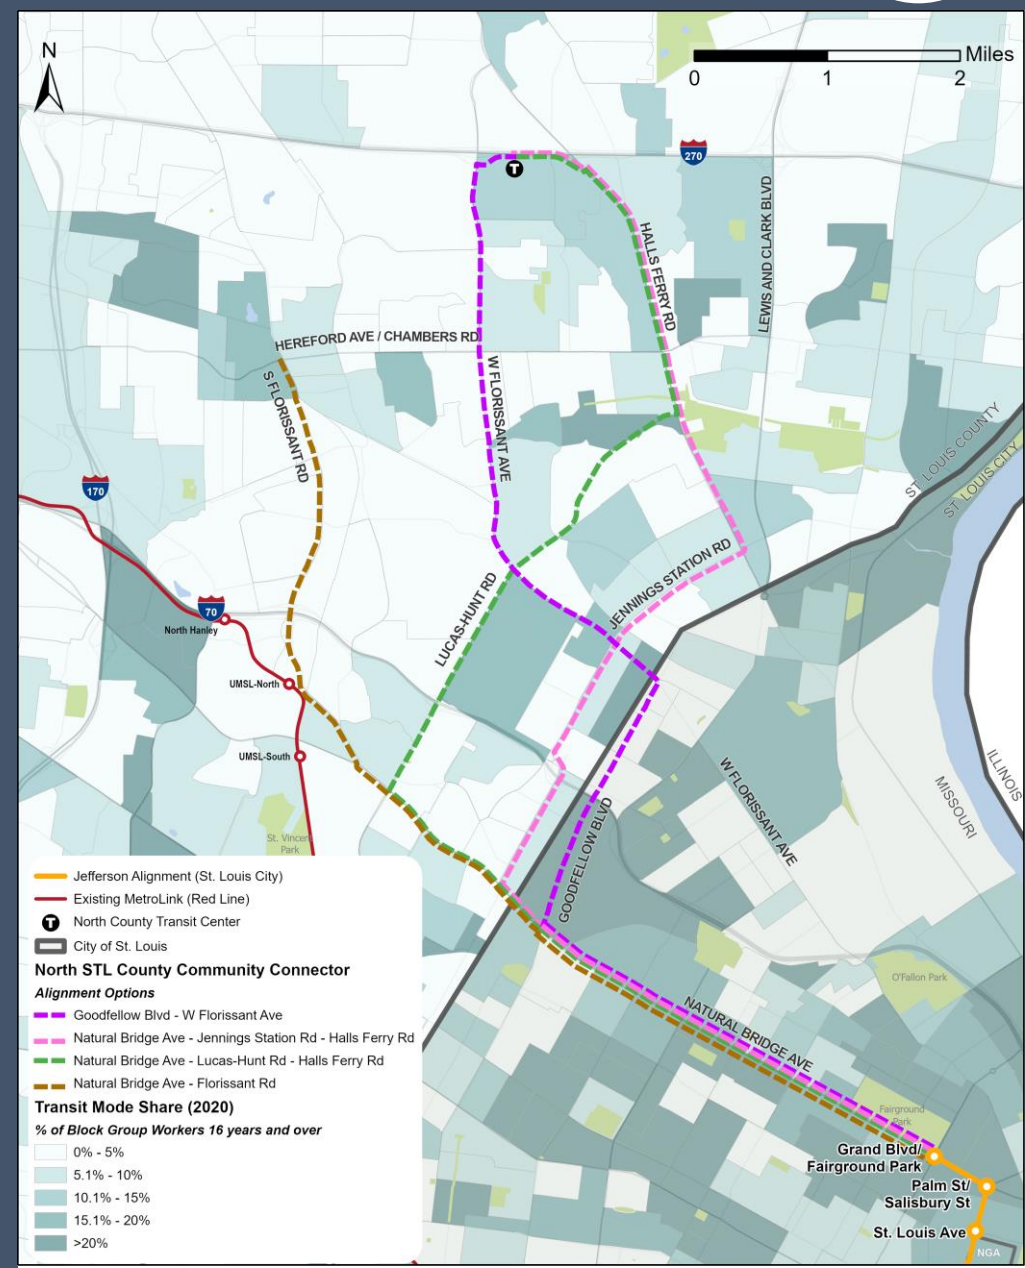 N
Miles
0 1 2
270
LEWIS AND CLARK BLVD
HALLS FERRY RD
HEREFORD AVE / CHAMBERS RD
S FLORISSANT RD
W FLORISSANT AVE
ST LOUIS COUNTY
ST LOUIS CITY
170
JENNINGS STATION RD
LUCAS-HUNT RD
70
North Hanley
UMSL-North
UMSL-South
W FLORISSANT AVE
ILLINOIS
MISSOURI
GOODFELLOW BLVD
St. Vincent
Park
O'Fallon Park
NATURAL BRIDGE AVE
Fairground
Park
Grand Blvd/
Fairground Park
Palm St/
Salisbury St
St. Louis Ave
NGA
Jefferson Alignment (St. Louis City)
Existing MetroLink (Red Line)
T North County Transit Center
City of St. Louis
North STL County Community Connector
Alignment Options
Goodfellow Blvd - W Florissant Ave
Natural Bridge Ave - Jennings Station Rd - Halls Ferry Rd
Natural Bridge Ave - Lucas-Hunt Rd - Halls Ferry Rd
Natural Bridge Ave - Florissant Rd
Transit Mode Share (2020)
% of Block Group Workers 16 years and over
0% - 5%
5.1% - 10%
10.1% - 15%
15.1% - 20%
>20%